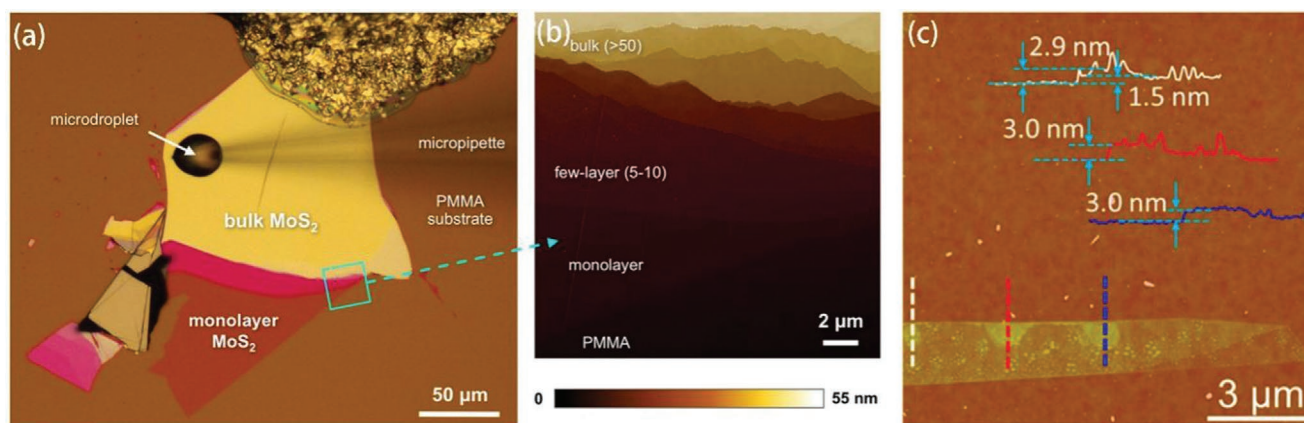 (a)
microdroplet
micropipette
PMMA
substrate
bulk MoS₂
monolayer
MoS₂
50 µm
(b)
bulk (>50)
few-layer (5-10)
monolayer
PMMA
2 µm
0
55 nm
(c)
2.9 nm
1.5 nm
3.0 nm
3.0 nm
3 µm